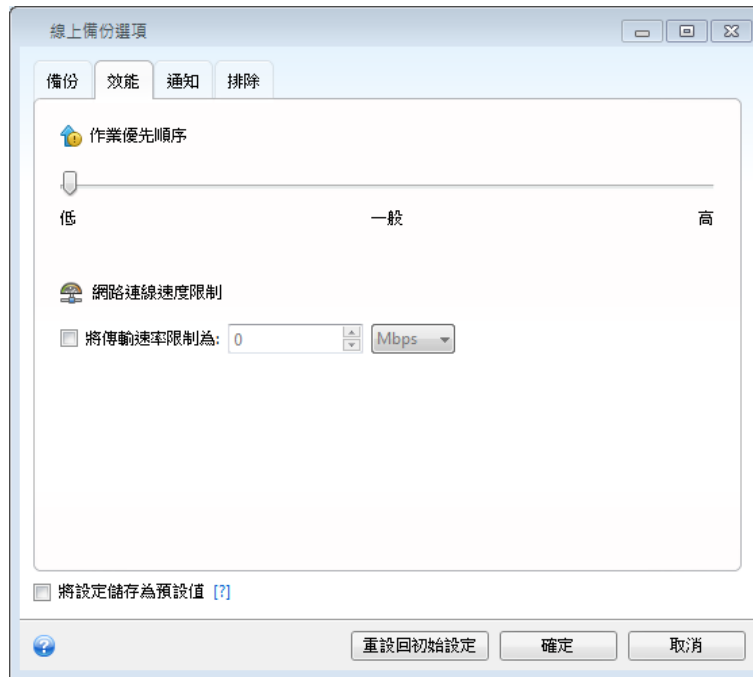 線上備份選項
備份 效能 通知 排除
作業優先順序
低 一般 高
網路連線速度限制
將傳輸速率限制為: 0 Mbps
將設定儲存為預設值 [?]
重設回初始設定 確定 取消